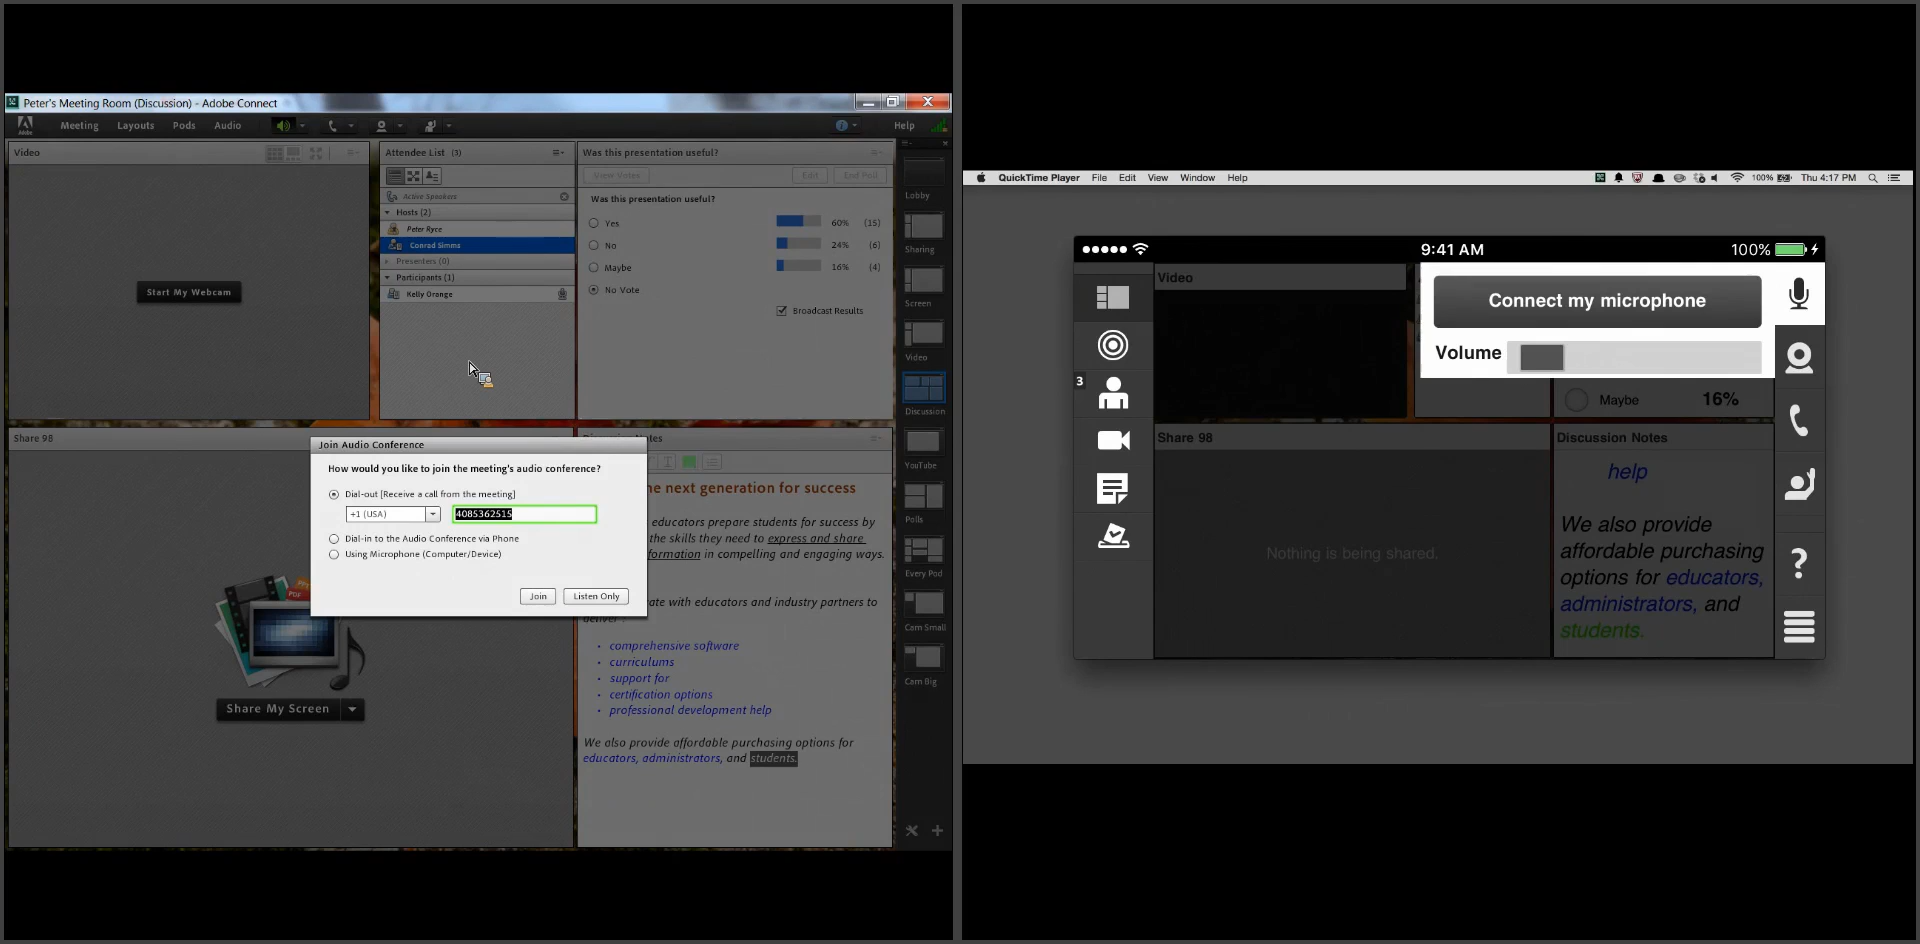 Peter's Meeting Room (Discussion) - Adobe Connect
Adobe
Meeting Layouts Pods Audio Help
Video
Start My Webcam
Attendee List (3)
Active Speakers
Hosts (2)
Peter Ryce
Conrad Simms
Presenters (0)
Participants (1)
Kelly Orange
Was this presentation useful?
View Votes Edit End Poll
Was this presentation useful?
Yes 60% (15)
No 24% (6)
Maybe 16% (4)
No Vote
Broadcast Results
Lobby
Sharing
Screen
Video
Discussion
YouTube
Polls
Every Pod
Cam Small
Cam Big
Share 98
PDF
Share My Screen
Join Audio Conference
How would you like to join the meeting's audio conference?
Dial-out [Receive a call from the meeting]
+1 (USA) 4085362515
Dial-in to the Audio Conference via Phone
Using Microphone (Computer/Device)
Join Listen Only
Notes
next generation for success
educators prepare students for success by
the skills they need to express and share
in compelling and engaging ways.
with educators and industry partners to
deliver
• comprehensive software
• curriculums
• support for
• certification options
• professional development help
We also provide affordable purchasing options for
educators, administrators, and students.
QuickTime Player File Edit View Window Help 100% Thu 4:17 PM
9:41 AM 100%
Video
Connect my microphone
Volume
3
Maybe 16%
Share 98
Nothing is being shared.
Discussion Notes
help
We also provide
affordable purchasing
options for educators,
administrators, and
students.
?